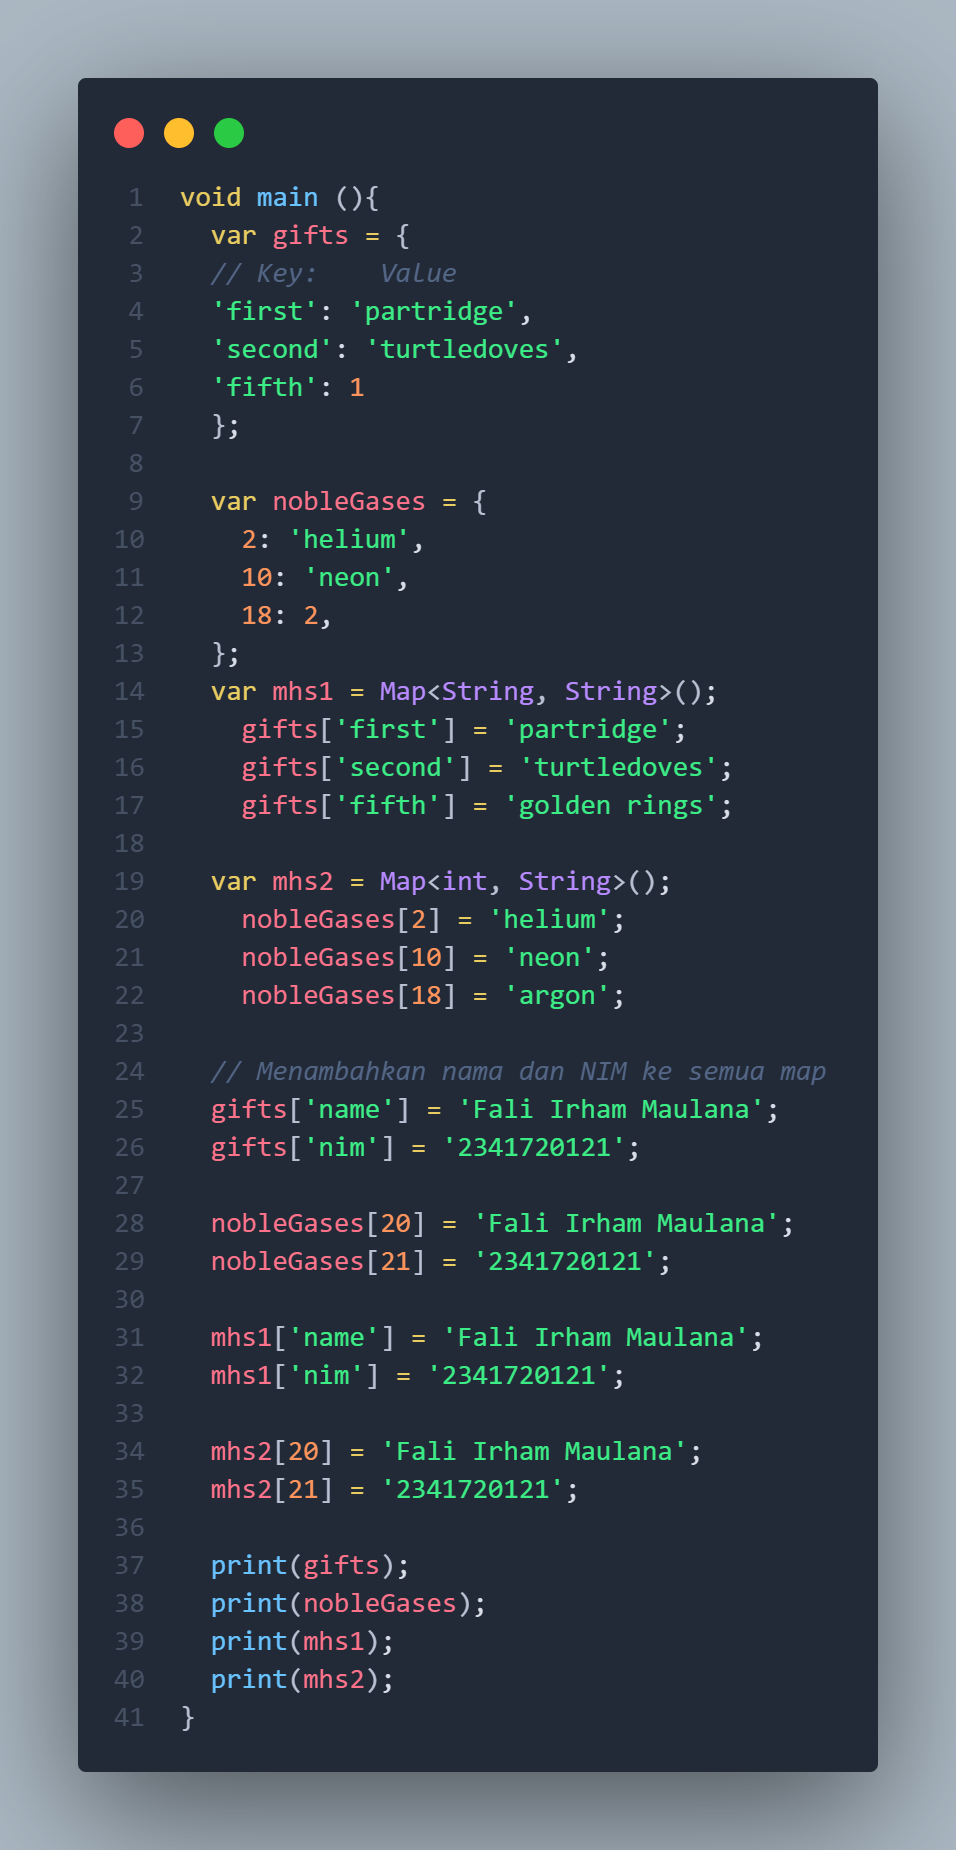 1 void main (){
2 var gifts = {
3 // Key:    Value
4 'first': 'partridge',
5 'second': 'turtledoves',
6 'fifth': 1
7 };
8
9 var nobleGases = {
10 2: 'helium',
11 10: 'neon',
12 18: 2,
13 };
14 var mhs1 = Map<String, String>();
15 gifts['first'] = 'partridge';
16 gifts['second'] = 'turtledoves';
17 gifts['fifth'] = 'golden rings';
18
19 var mhs2 = Map<int, String>();
20 nobleGases[2] = 'helium';
21 nobleGases[10] = 'neon';
22 nobleGases[18] = 'argon';
23
24 // Menambahkan nama dan NIM ke semua map
25 gifts['name'] = 'Fali Irham Maulana';
26 gifts['nim'] = '2341720121';
27
28 nobleGases[20] = 'Fali Irham Maulana';
29 nobleGases[21] = '2341720121';
30
31 mhs1['name'] = 'Fali Irham Maulana';
32 mhs1['nim'] = '2341720121';
33
34 mhs2[20] = 'Fali Irham Maulana';
35 mhs2[21] = '2341720121';
36
37 print(gifts);
38 print(nobleGases);
39 print(mhs1);
40 print(mhs2);
41 }